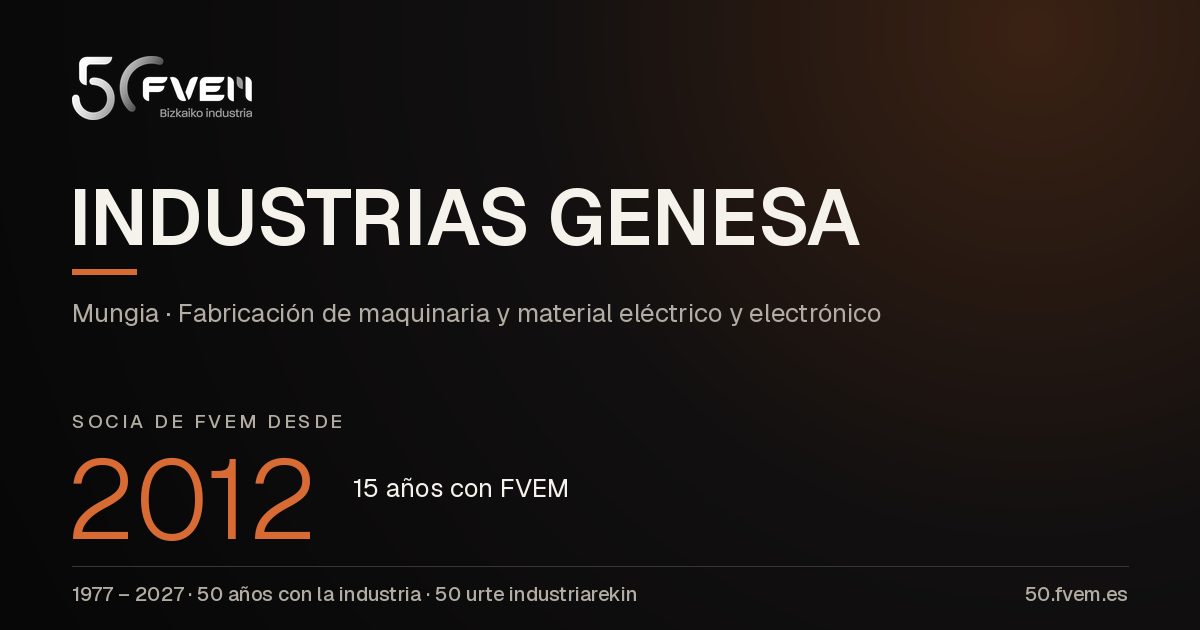 50 FVEM
Bizkaiko industria
INDUSTRIAS GENESA
Mungia · Fabricación de maquinaria y material eléctrico y electrónico
SOCIA DE FVEM DESDE
2012
15 años con FVEM
1977 – 2027 · 50 años con la industria · 50 urte industriarekin
50.fvem.es